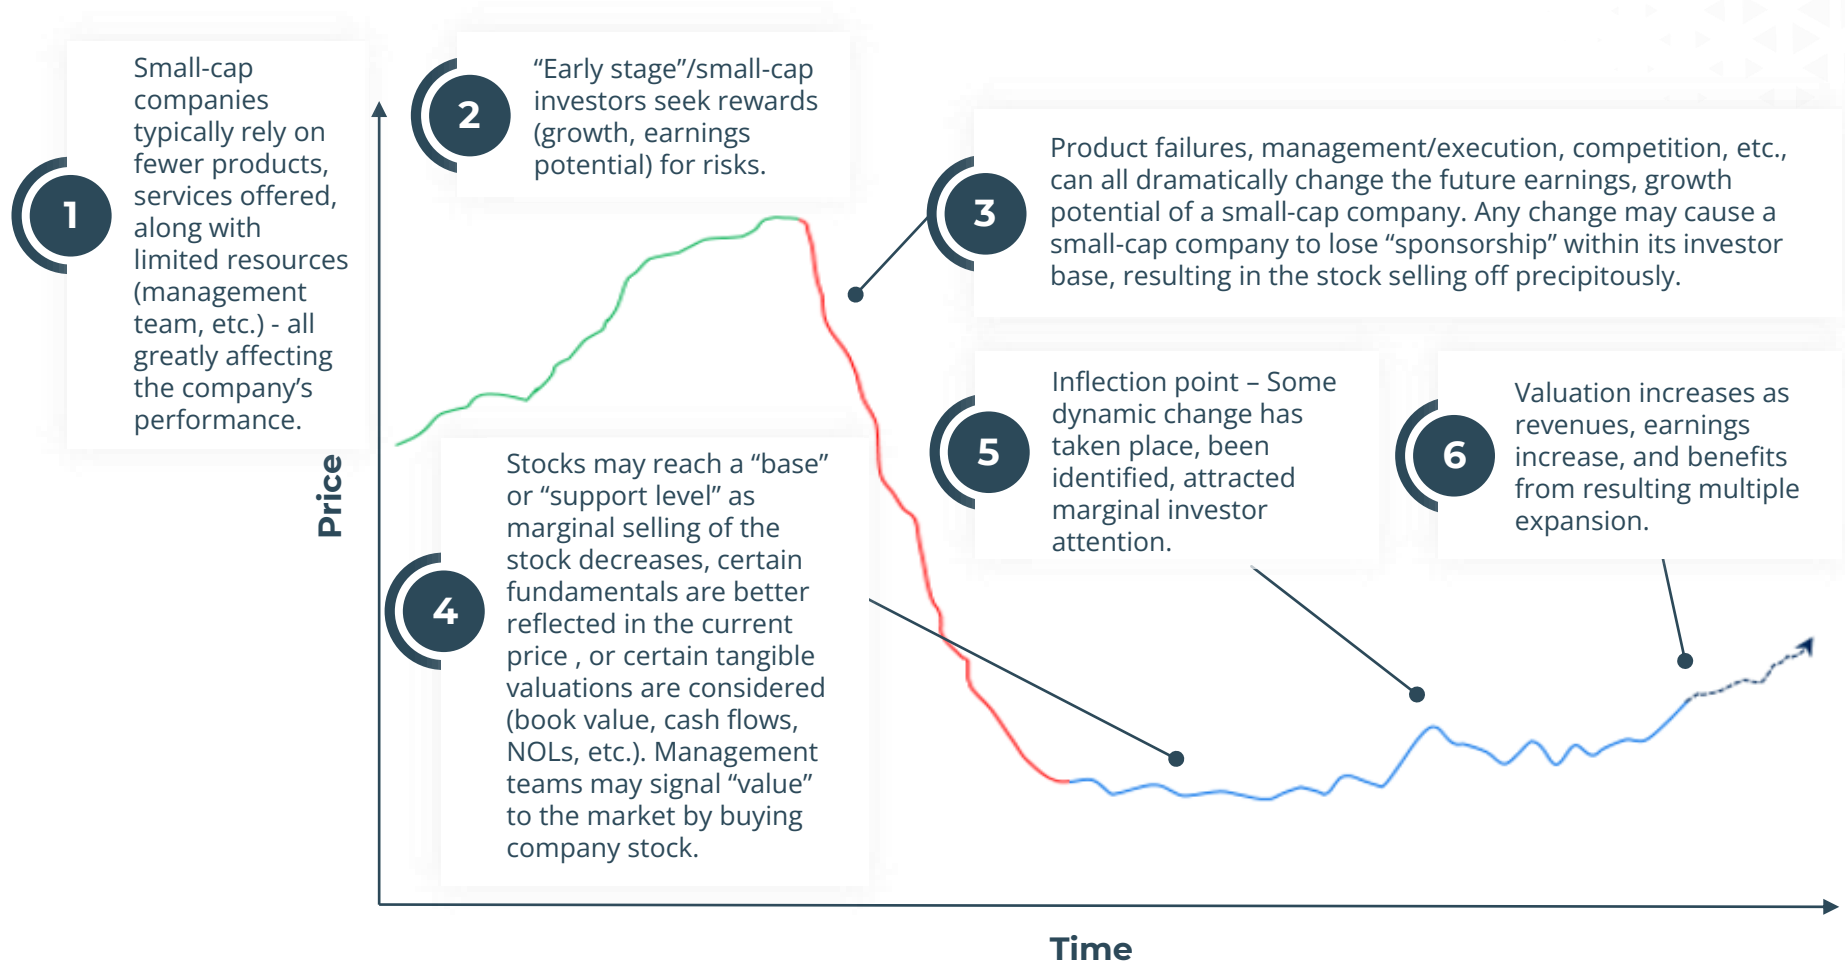 1
Small-cap
companies
typically rely on
fewer products,
services offered,
along with
limited resources
(management
team, etc.) - all
greatly affecting
the company’s
performance.
2
“Early stage”/small-cap
investors seek rewards
(growth, earnings
potential) for risks.
3
Product failures, management/execution, competition, etc.,
can all dramatically change the future earnings, growth
potential of a small-cap company. Any change may cause a
small-cap company to lose “sponsorship” within its investor
base, resulting in the stock selling off precipitously.
4
Stocks may reach a “base”
or “support level” as
marginal selling of the
stock decreases, certain
fundamentals are better
reflected in the current
price , or certain tangible
valuations are considered
(book value, cash flows,
NOLs, etc.). Management
teams may signal “value”
to the market by buying
company stock.
5
Inflection point – Some
dynamic change has
taken place, been
identified, attracted
marginal investor
attention.
6
Valuation increases as
revenues, earnings
increase, and benefits
from resulting multiple
expansion.
Price
Time